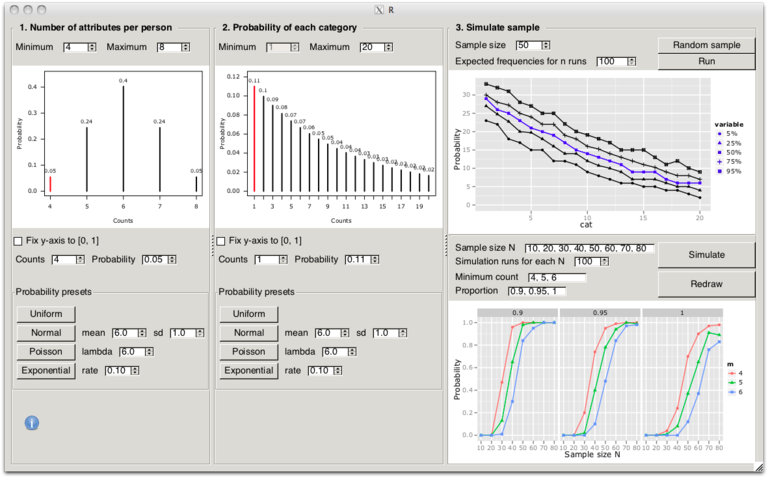 R
1. Number of attributes per person
Minimum 4 Maximum 8
0.4
0.24
0.24
0.05
0.05
Probability
0.4
0.3
0.2
0.1
0.0
4 5 6 7 8
Counts
Fix y-axis to [0, 1]
Counts 4 Probability 0.05
Probability presets
Uniform
Normal mean 6.0 sd 1.0
Poisson lambda 6.0
Exponential rate 0.10
2. Probability of each category
Minimum 1 Maximum 20
0.11
0.1
0.09
0.08
0.07
0.07
0.06
0.05
0.05
0.04
0.04
0.03
0.03
0.03
0.02
0.02
0.02
0.02
0.02
Probability
0.12
0.10
0.08
0.06
0.04
0.02
0.00
1 3 5 7 9 11 13 15 17 19
Counts
Fix y-axis to [0, 1]
Counts 1 Probability 0.11
Probability presets
Uniform
Normal mean 6.0 sd 1.0
Poisson lambda 6.0
Exponential rate 0.10
3. Simulate sample
Sample size 50 Random sample
Expected frequencies for n runs 100 Run
Probability
30
25
20
15
10
5
0
5 10 15 20
cat
variable
5%
25%
50%
75%
95%
Sample size N 10, 20, 30, 40, 50, 60, 70, 80
Simulation runs for each N 100
Simulate
Minimum count 4, 5, 6
Proportion 0.9, 0.95, 1
Redraw
0.9 0.95 1
Probability
1.0
0.8
0.6
0.4
0.2
0.0
10 20 30 40 50 60 70 80 10 20 30 40 50 60 70 80 10 20 30 40 50 60 70 80
Sample size N
m
4
5
6